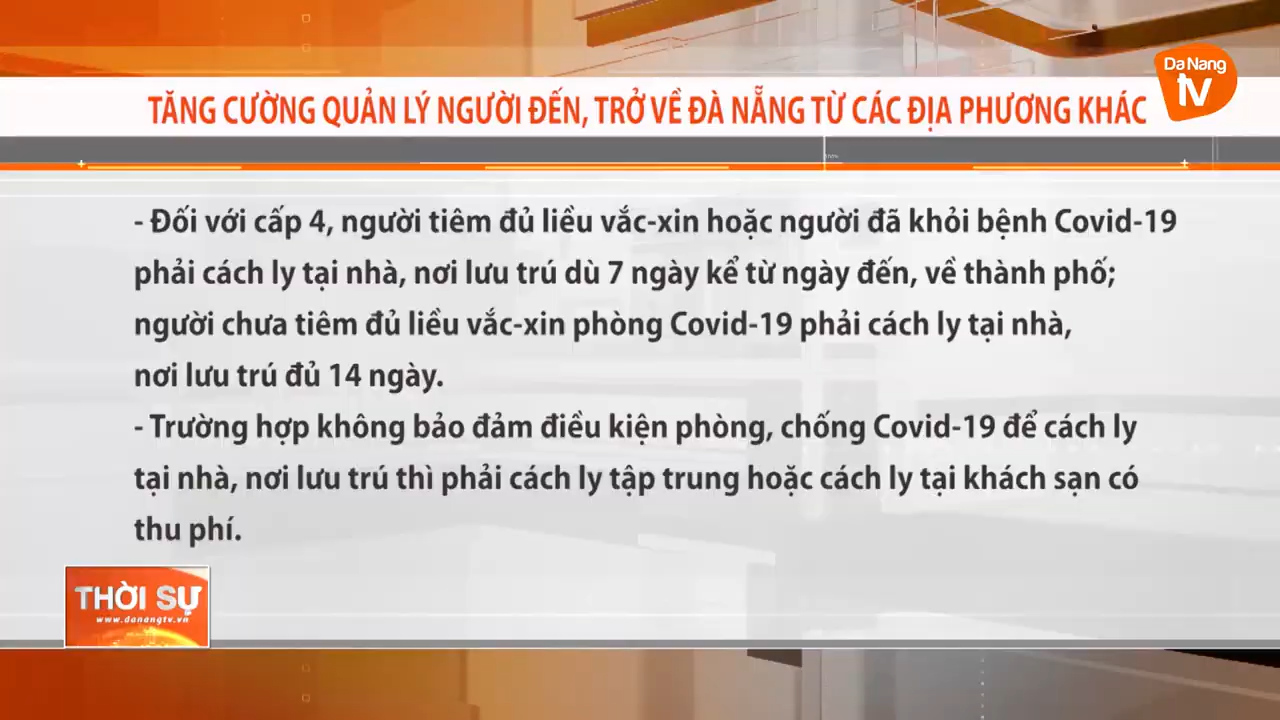 Da Nang
tv
TĂNG CƯỜNG QUẢN LÝ NGƯỜI ĐẾN, TRỞ VỀ ĐÀ NẴNG TỪ CÁC ĐỊA PHƯƠNG KHÁC
- Đối với cấp 4, người tiêm đủ liều vắc-xin hoặc người đã khỏi bệnh Covid-19
phải cách ly tại nhà, nơi lưu trú dù 7 ngày kể từ ngày đến, về thành phố;
người chưa tiêm đủ liều vắc-xin phòng Covid-19 phải cách ly tại nhà,
nơi lưu trú đủ 14 ngày.
- Trường hợp không bảo đảm điều kiện phòng, chống Covid-19 để cách ly
tại nhà, nơi lưu trú thì phải cách ly tập trung hoặc cách ly tại khách sạn có
thu phí.
THỜI SỰ
www.danangtv.vn